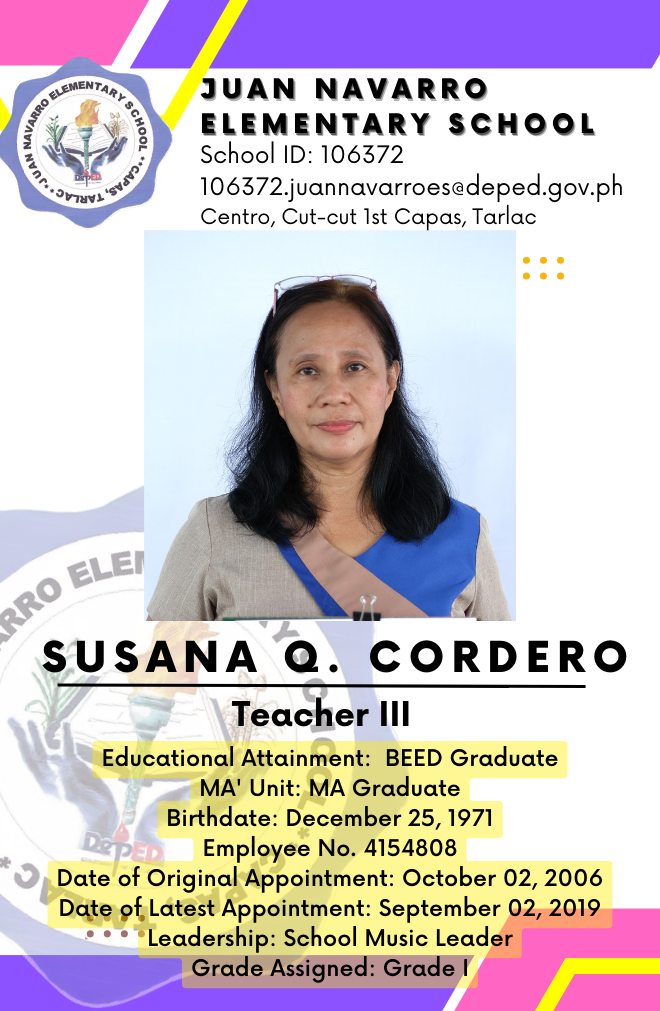 JUAN NAVARRO
ELEMENTARY SCHOOL
School ID: 106372
106372.juannavarroes@deped.gov.ph
Centro, Cut-cut 1st Capas, Tarlac
JUAN NAVARRO ELEMENTARY SCHOOL
* CAPAS, TARLAC *
DepED
SUSANA Q. CORDERO
Teacher III
Educational Attainment:  BEED Graduate
MA' Unit: MA Graduate
Birthdate: December 25, 1971
Employee No. 4154808
Date of Original Appointment: October 02, 2006
Date of Latest Appointment: September 02, 2019
Leadership: School Music Leader
Grade Assigned: Grade I
DepED